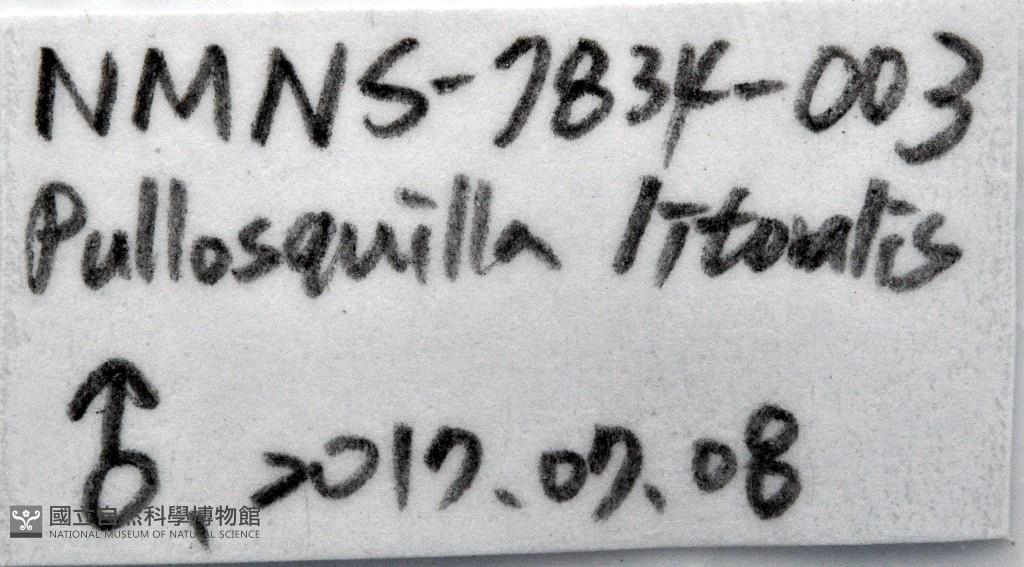 NMNS-7834-003
Pullosquilla litoralis
♂, 2017.07.08
國立自然科學博物館
NATIONAL MUSEUM OF NATURAL SCIENCE